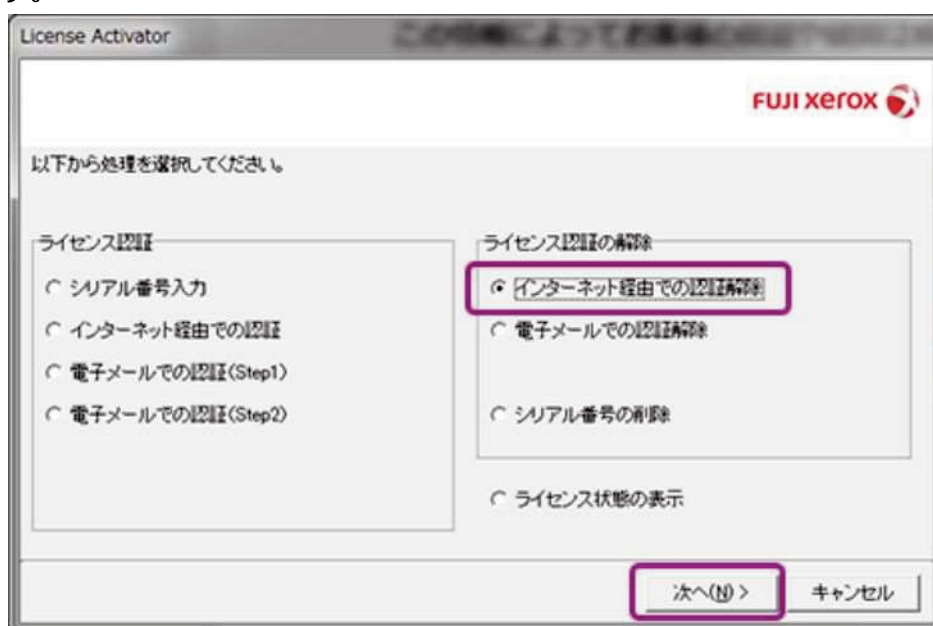 す。
License Activator
FUJI xerox
以下から処理を選択してください。
ライセンス認証
シリアル番号入力
インターネット経由での認証
電子メールでの認証(Step1)
電子メールでの認証(Step2)
ライセンス認証の解除
インターネット経由での認証解除
電子メールでの認証解除
シリアル番号の削除
ライセンス状態の表示
次へ(N) >
キャンセル